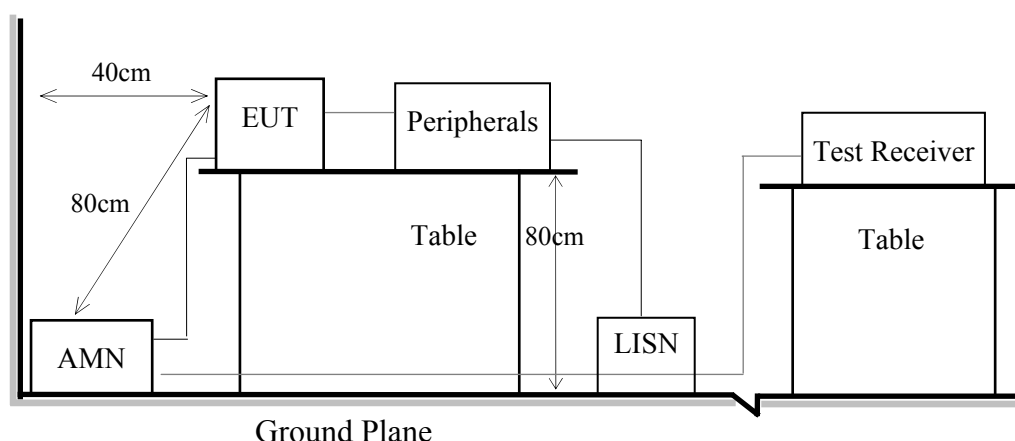 40cm
EUT
Peripherals
Test Receiver
80cm
Table
80cm
Table
AMN
LISN
Ground Plane